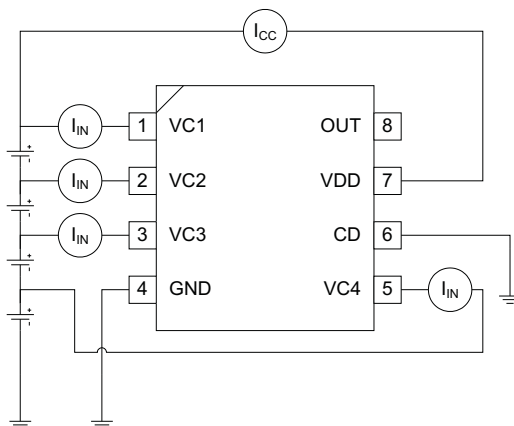 ICC
IIN 1 VC1 OUT 8
IIN 2 VC2 VDD 7
IIN 3 VC3 CD 6
4 GND VC4 5 IIN